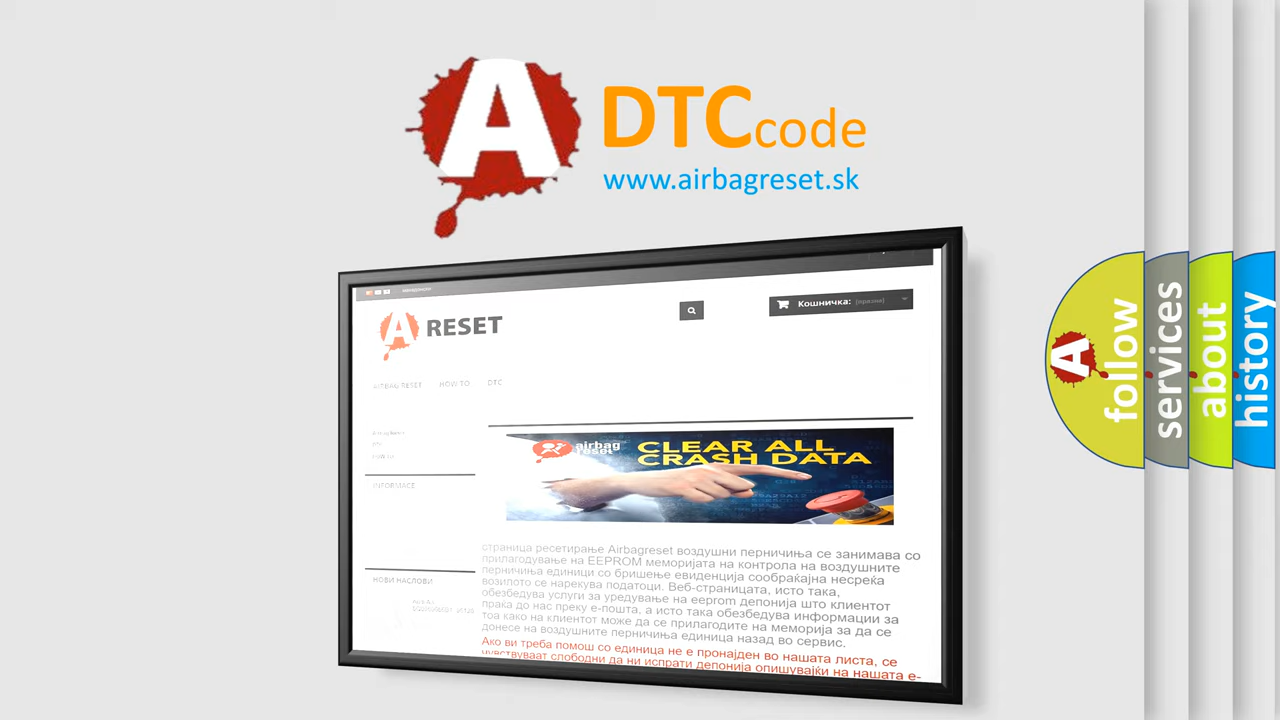 A DTC code
www.airbagreset.sk
A RESET
Кошничка: (празни)
AIRBAG RESET HOW TO DTC
INFORMACE
airbag
reset
CLEAR ALL
CRASH DATA
страница ресетирање Airbagreset воздушни перничиња се занимава со
прилагодување на EEPROM меморијата на контрола на воздушните
перничиња единици со бришење евиденција сообраќајна несреќа
возилото се нарекува податоци. Веб-страницата, исто така,
обезбедува услуги за уредување на eeprom депонија што клиентот
праќа до нас преку е-пошта, а исто така обезбедува информации за
тоа како на клиентот може да се прилагодите на меморија за да се
донесе на воздушните перничиња единица назад во сервис.
Ако ви треба помош со единица не е пронајден во нашата листа, се
чувствуваат слободни да ни испрати депонија опишувајќи на нашата е-
НОВИ НАСЛОВИ
A follow
services
about
history